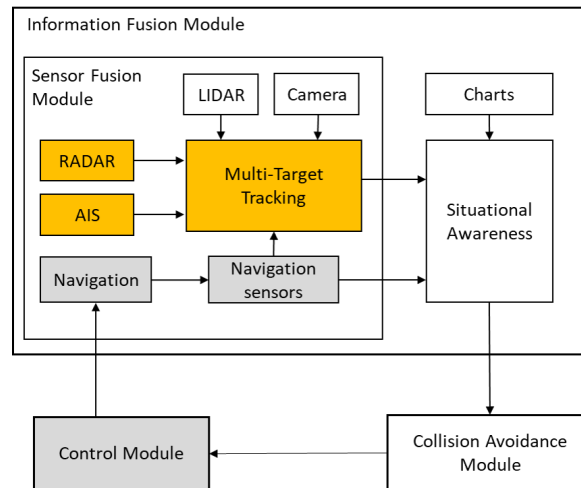 Information Fusion Module
Sensor Fusion
Module
LIDAR
Camera
Charts
RADAR
Multi-Target
Tracking
AIS
Situational
Awareness
Navigation
Navigation
sensors
Control Module
Collision Avoidance
Module